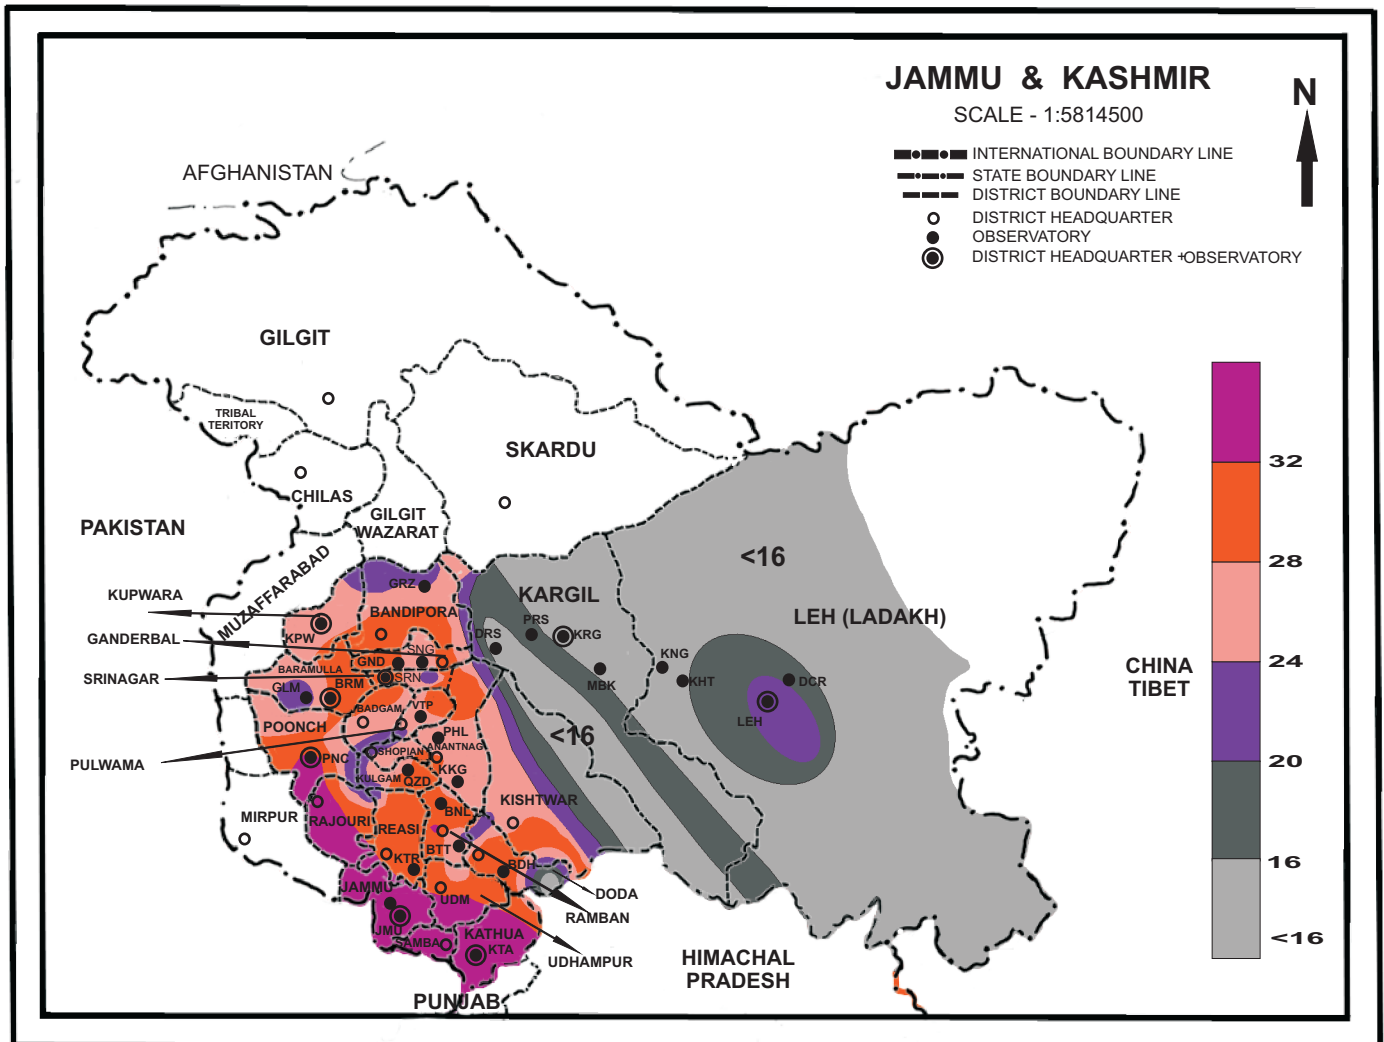 JAMMU & KASHMIR
SCALE - 1:5814500
N
INTERNATIONAL BOUNDARY LINE
STATE BOUNDARY LINE
DISTRICT BOUNDARY LINE
DISTRICT HEADQUARTER
OBSERVATORY
DISTRICT HEADQUARTER +OBSERVATORY
AFGHANISTAN
GILGIT
TRIBAL
TERITORY
SKARDU
CHILAS
GILGIT
WAZARAT
PAKISTAN
MUZAFFARABAD
<16
KUPWARA
GRZ
BANDIPORA
KARGIL
LEH (LADAKH)
GANDERBAL
KPW
DRS
PRS
KRG
SNG
GND
BARAMULLA
SRINAGAR
SRN
GLM
BRM
MBK
KNG
KHT
DCR
LEH
CHINA
TIBET
BADGAM
VTP
POONCH
PHL
<16
PULWAMA
PNC
SHOPIAN
ANANTNAG
KULGAM
QZD
KKG
MIRPUR
RAJOURI
REASI
BNL
KISHTWAR
BTT
KTR
BDH
JAMMU
UDM
DODA
RAMBAN
JMU
SAMBA
KATHUA
KTA
UDHAMPUR
HIMACHAL
PRADESH
PUNJAB
32
28
24
20
16
<16